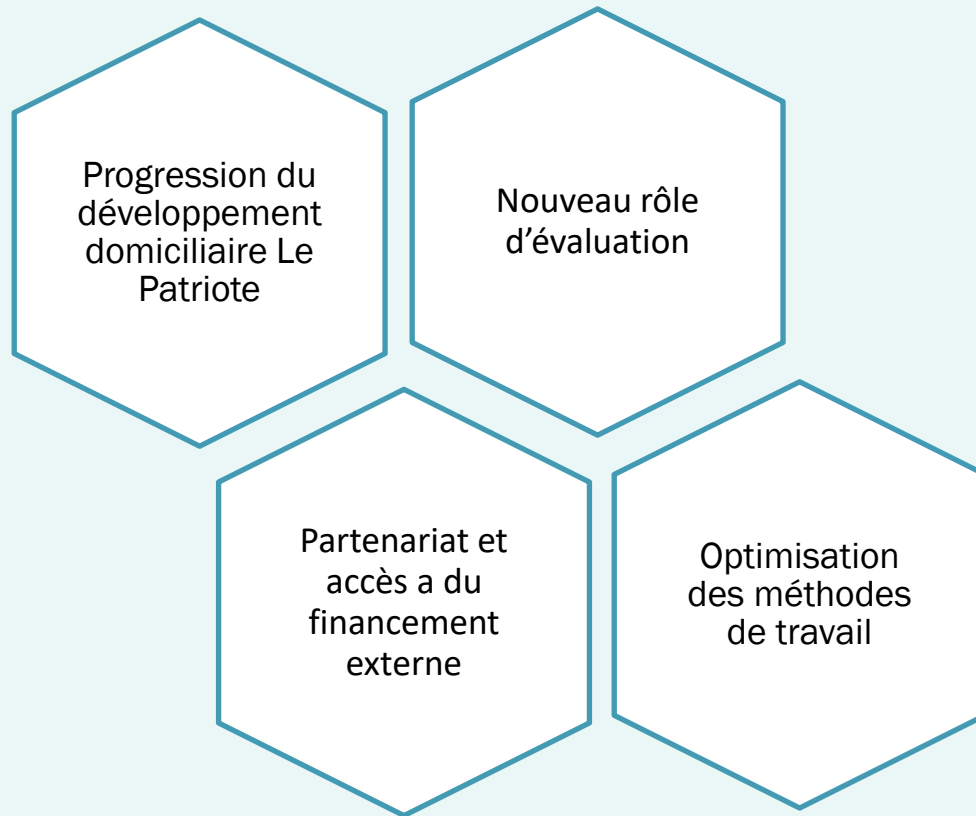 Progression du
développement
domiciliaire Le
Patriote
Nouveau rôle
d’évaluation
Partenariat et
accès a du
financement
externe
Optimisation
des méthodes
de travail